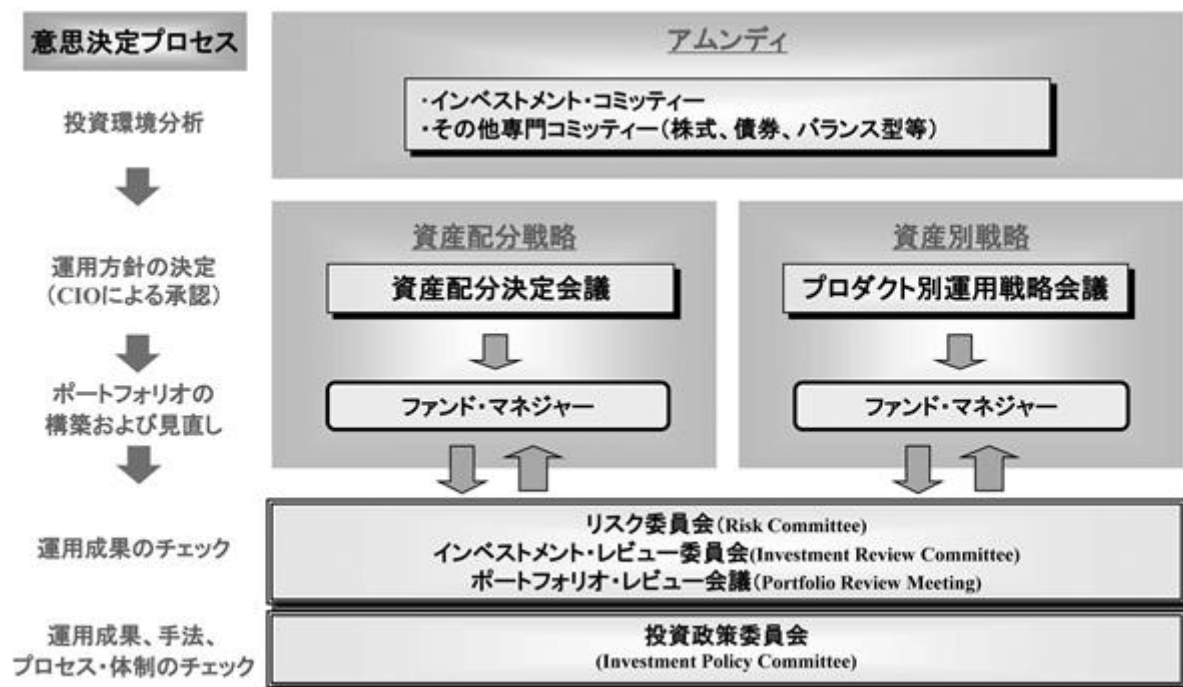 意思決定プロセス
アムンディ
投資環境分析
・インベストメント・コミッティー
・その他専門コミッティー(株式、債券、バランス型等)
資産配分戦略
資産別戦略
運用方針の決定
(CIOによる承認)
資産配分決定会議
プロダクト別運用戦略会議
ポートフォリオの
構築および見直し
ファンド・マネジャー
ファンド・マネジャー
運用成果のチェック
リスク委員会(Risk Committee)
インベストメント・レビュー委員会(Investment Review Committee)
ポートフォリオ・レビュー会議(Portfolio Review Meeting)
運用成果、手法、
プロセス・体制のチェック
投資政策委員会
(Investment Policy Committee)